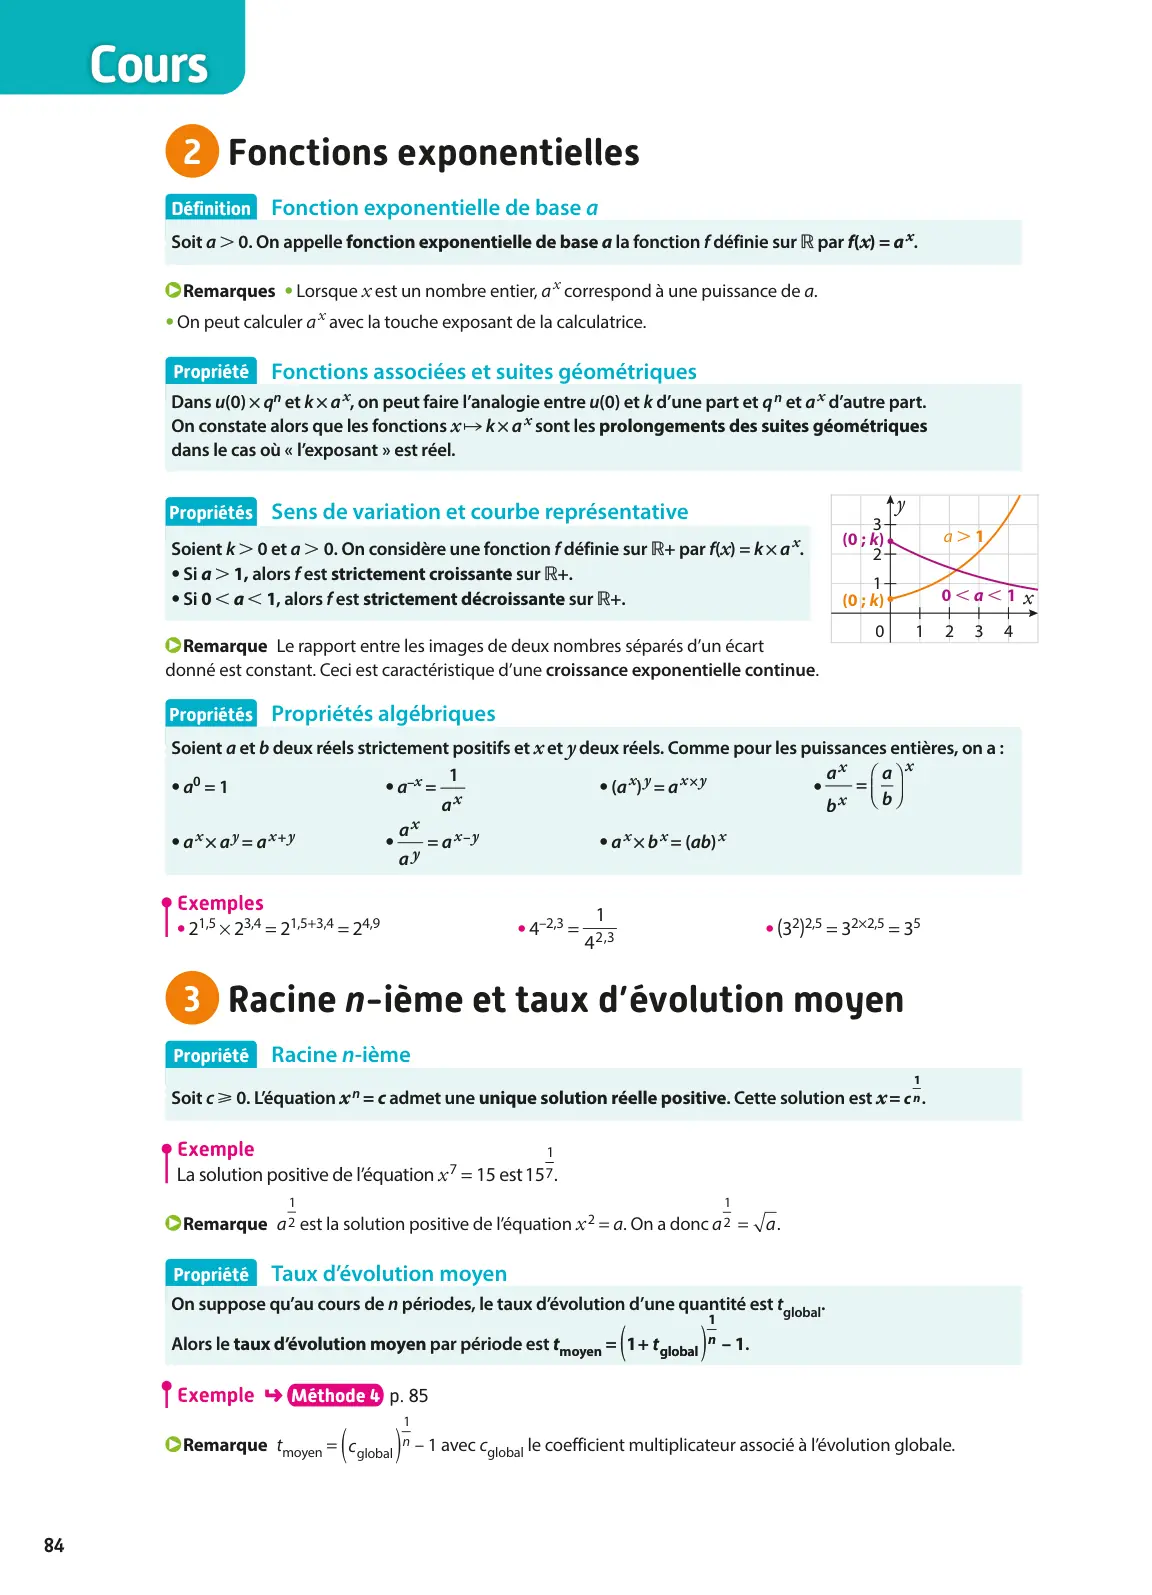 Cours
2 Fonctions exponentielles
Définition Fonction exponentielle de base a
Soit a > 0. On appelle fonction exponentielle de base a la fonction f définie sur ℝ par f(x) = aˣ.
Remarques • Lorsque x est un nombre entier, aˣ correspond à une puissance de a.
• On peut calculer aˣ avec la touche exposant de la calculatrice.
Propriété Fonctions associées et suites géométriques
Dans u(0) × qⁿ et k × aˣ, on peut faire l’analogie entre u(0) et k d’une part et qⁿ et aˣ d’autre part.
On constate alors que les fonctions x ↦ k × aˣ sont les prolongements des suites géométriques
dans le cas où « l’exposant » est réel.
Propriétés Sens de variation et courbe représentative
Soient k > 0 et a > 0. On considère une fonction f définie sur ℝ+ par f(x) = k × aˣ.
• Si a > 1, alors f est strictement croissante sur ℝ+.
• Si 0 < a < 1, alors f est strictement décroissante sur ℝ+.
y
3
(0 ; k)
a > 1
2
1
(0 ; k)
0 < a < 1 x
0 1 2 3 4
Remarque Le rapport entre les images de deux nombres séparés d’un écart
donné est constant. Ceci est caractéristique d’une croissance exponentielle continue.
Propriétés Propriétés algébriques
Soient a et b deux réels strictement positifs et x et y deux réels. Comme pour les puissances entières, on a :
• a⁰ = 1 • a^(–x) = 1/a^x • (a^x)^y = a^(x×y) • a^x/b^x = (a/b)^x
• a^x × a^y = a^(x+y) • a^x/a^y = a^(x–y) • a^x × b^x = (ab)^x
Exemples
• 2^(1,5) × 2^(3,4) = 2^(1,5+3,4) = 2^(4,9) • 4^(–2,3) = 1/4^(2,3) • (3²)^(2,5) = 3^(2×2,5) = 3⁵
3 Racine n-ième et taux d’évolution moyen
Propriété Racine n-ième
Soit c ⩾ 0. L’équation xⁿ = c admet une unique solution réelle positive. Cette solution est x = c^(1/n).
Exemple
La solution positive de l’équation x⁷ = 15 est 15^(1/7).
Remarque a^(1/2) est la solution positive de l’équation x² = a. On a donc a^(1/2) = √a.
Propriété Taux d’évolution moyen
On suppose qu’au cours de n périodes, le taux d’évolution d’une quantité est t_global.
Alors le taux d’évolution moyen par période est t_moyen = (1 + t_global)^(1/n) – 1.
Exemple ↪ Méthode 4 p. 85
Remarque t_moyen = (c_global)^(1/n) – 1 avec c_global le coefficient multiplicateur associé à l’évolution globale.
84